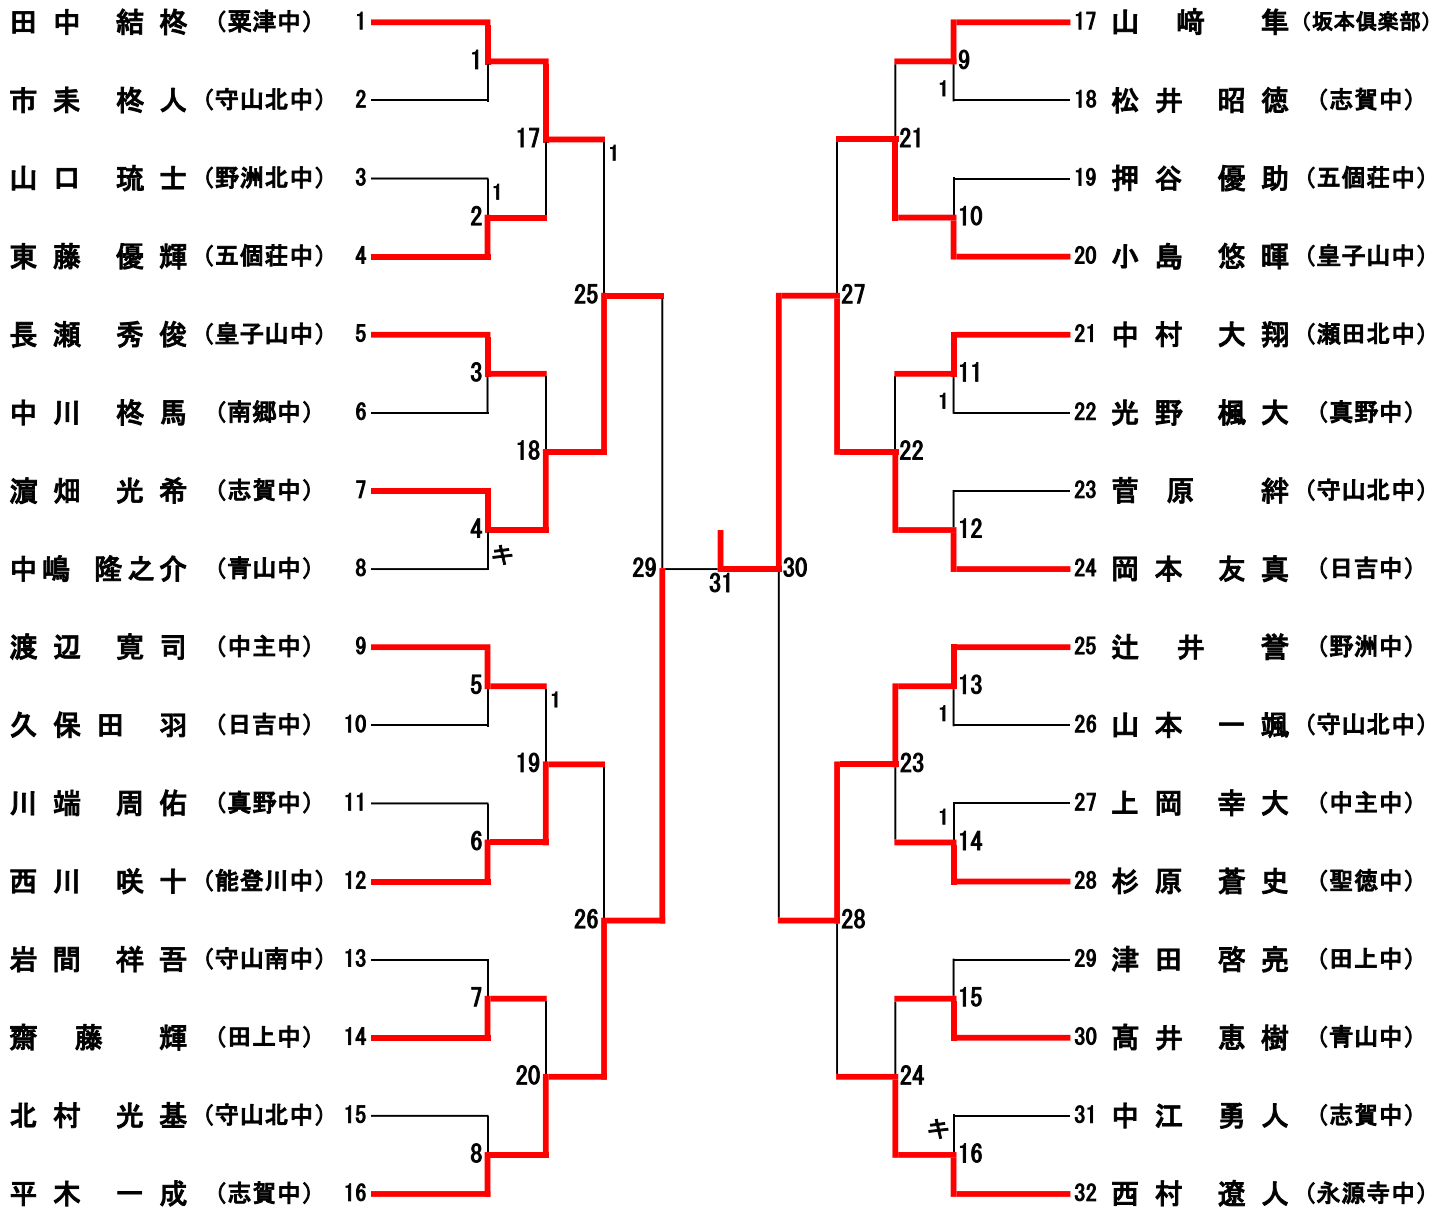 田中 結柊 (粟津中) 1
市耒 柊人 (守山北中) 2
山口 琉士 (野洲北中) 3
東藤 優輝 (五個荘中) 4
長瀬 秀俊 (皇子山中) 5
中川 柊馬 (南郷中) 6
濵畑 光希 (志賀中) 7
中嶋 隆之介 (青山中) 8
渡辺 寛司 (中主中) 9
久保田 羽 (日吉中) 10
川端 周佑 (真野中) 11
西川 咲十 (能登川中) 12
岩間 祥吾 (守山南中) 13
齋藤 輝 (田上中) 14
北村 光基 (守山北中) 15
平木 一成 (志賀中) 16
1
2
1
3
4
キ
5
6
7
8
17
18
19
1
20
1
25
26
29
31
30
27
28
21
22
23
24
9
1
10
11
1
12
13
1
1
14
15
キ
16
17 山﨑 隼 (坂本倶楽部)
18 松井 昭徳 (志賀中)
19 押谷 優助 (五個荘中)
20 小島 悠暉 (皇子山中)
21 中村 大翔 (瀬田北中)
22 光野 楓大 (真野中)
23 菅原 絆 (守山北中)
24 岡本 友真 (日吉中)
25 辻井 誉 (野洲中)
26 山本 一颯 (守山北中)
27 上岡 幸大 (中主中)
28 杉原 蒼史 (聖徳中)
29 津田 啓亮 (田上中)
30 髙井 恵樹 (青山中)
31 中江 勇人 (志賀中)
32 西村 遼人 (永源寺中)